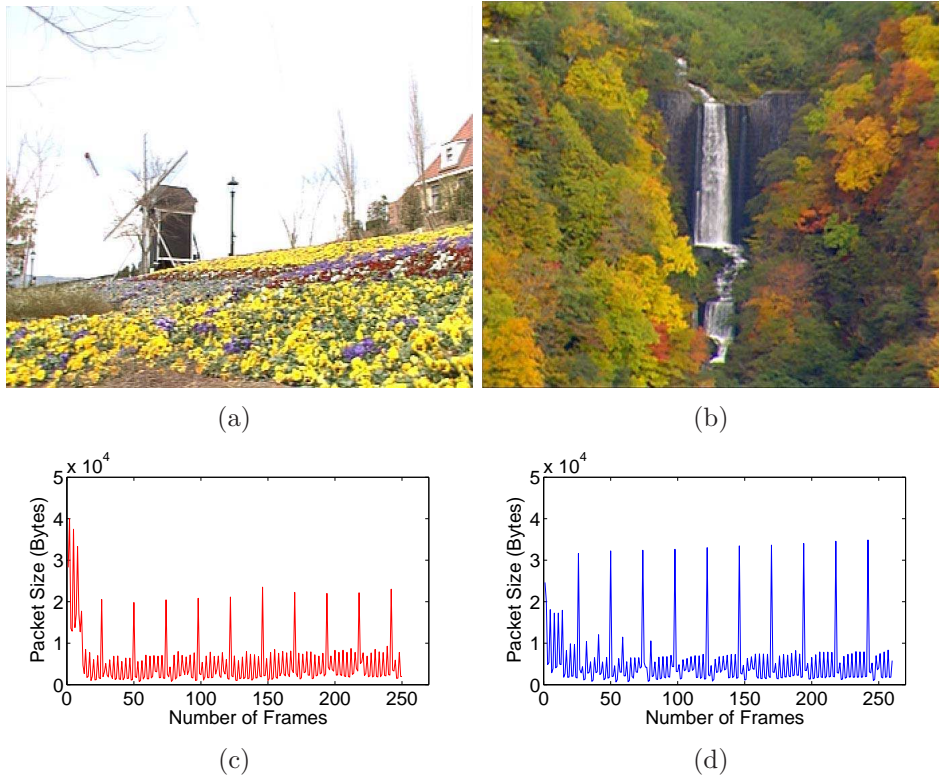 (a)
(b)
5 x 10^4
4
3
2
1
0
0 50 100 150 200 250
Packet Size (Bytes)
Number of Frames
5 x 10^4
4
3
2
1
0
0 50 100 150 200 250
Packet Size (Bytes)
Number of Frames
(c)
(d)